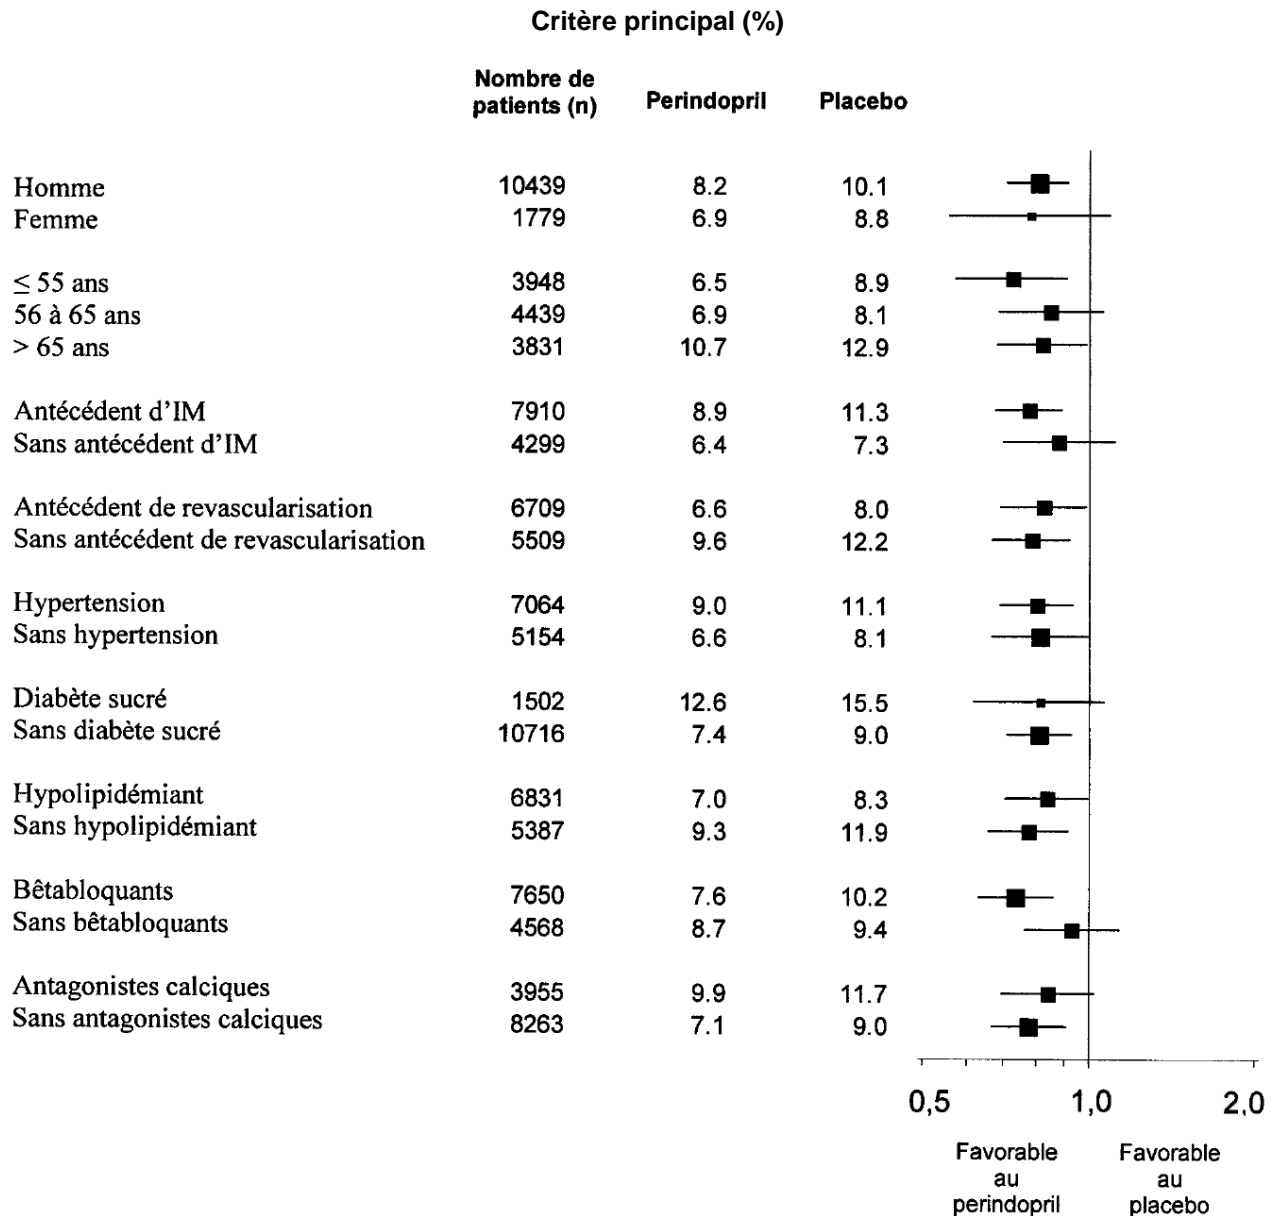 Critère principal (%)
Nombre de
patients (n) Perindopril Placebo
Homme 10439 8.2 10.1
Femme 1779 6.9 8.8
≤ 55 ans 3948 6.5 8.9
56 à 65 ans 4439 6.9 8.1
> 65 ans 3831 10.7 12.9
Antécédent d’IM 7910 8.9 11.3
Sans antécédent d’IM 4299 6.4 7.3
Antécédent de revascularisation 6709 6.6 8.0
Sans antécédent de revascularisation 5509 9.6 12.2
Hypertension 7064 9.0 11.1
Sans hypertension 5154 6.6 8.1
Diabète sucré 1502 12.6 15.5
Sans diabète sucré 10716 7.4 9.0
Hypolipidémiant 6831 7.0 8.3
Sans hypolipidémiant 5387 9.3 11.9
Bêtabloquants 7650 7.6 10.2
Sans bêtabloquants 4568 8.7 9.4
Antagonistes calciques 3955 9.9 11.7
Sans antagonistes calciques 8263 7.1 9.0
0,5 1,0 2,0
Favorable Favorable
au au
perindopril placebo